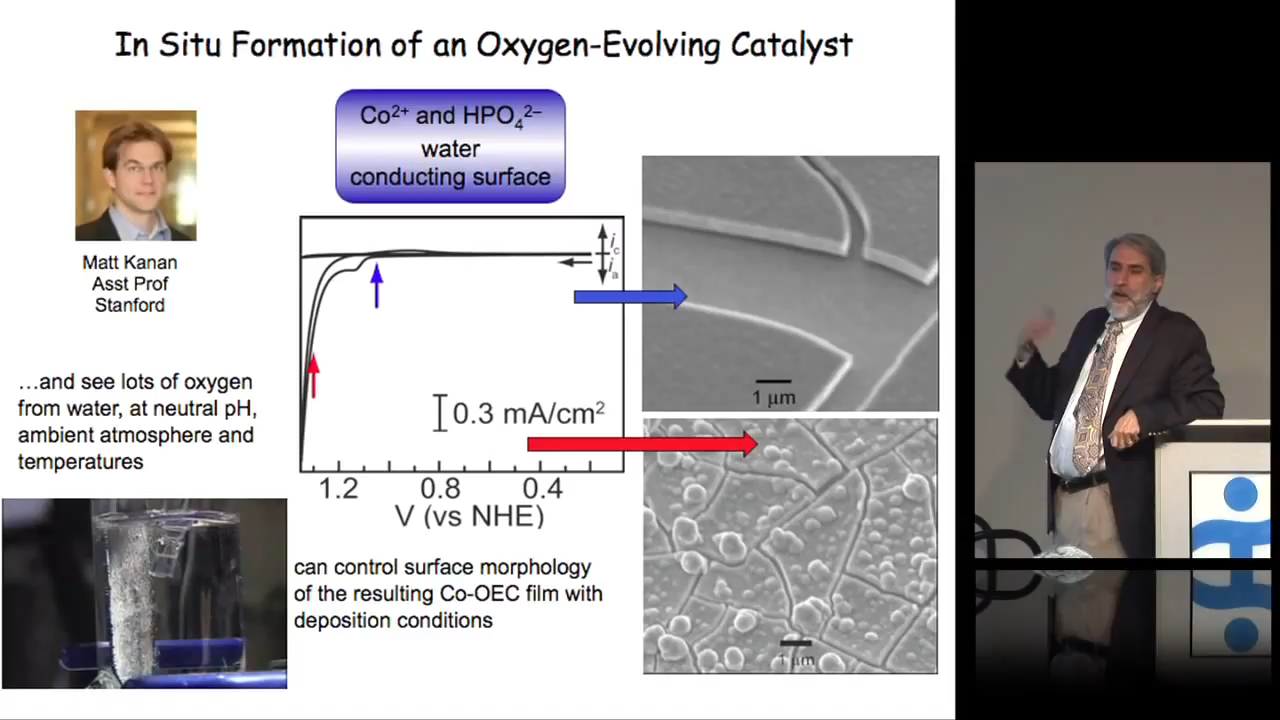 In Situ Formation of an Oxygen-Evolving Catalyst
Co²⁺ and HPO₄²⁻
water
conducting surface
Matt Kanan
Asst Prof
Stanford
…and see lots of oxygen
from water, at neutral pH,
ambient atmosphere and
temperatures
i꜀
iₐ
0.3 mA/cm²
1.2 0.8 0.4
V (vs NHE)
can control surface morphology
of the resulting Co-OEC film with
deposition conditions
1 μm
1 μm